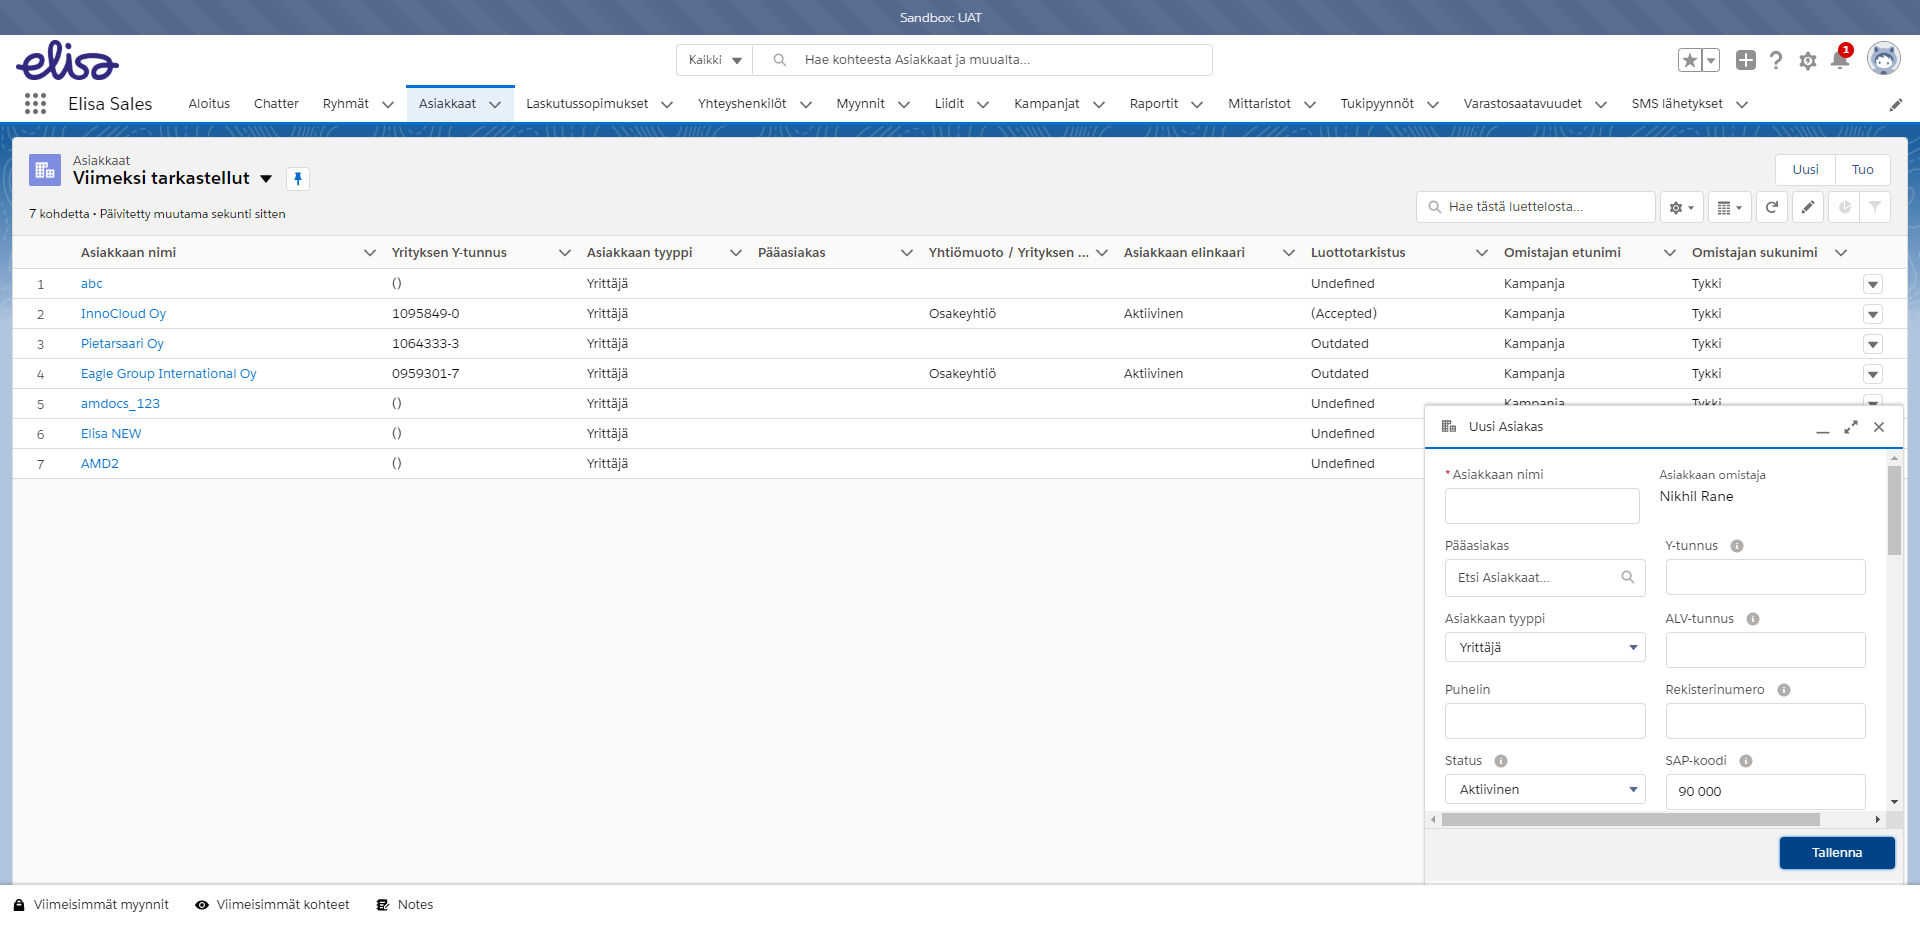 Sandbox: UAT
elisa
Kaikki
Hae kohteesta Asiakkaat ja muualta...
1
Elisa Sales
Aloitus
Chatter
Ryhmät
Asiakkaat
Laskutussopimukset
Yhteyshenkilöt
Myynnit
Liidit
Kampanjat
Raportit
Mittaristot
Tukipyynnöt
Varastosaatavuudet
SMS lähetykset
Asiakkaat
Viimeksi tarkastellut
Uusi
Tuo
7 kohdetta • Päivitetty muutama sekunti sitten
Hae tästä luettelosta...
Asiakkaan nimi Yrityksen Y-tunnus Asiakkaan tyyppi Pääasiakas Yhtiömuoto / Yrityksen ... Asiakkaan elinkaari Luottotarkistus Omistajan etunimi Omistajan sukunimi
1 abc () Yrittäjä Undefined Kampanja Tykki
2 InnoCloud Oy 1095849-0 Yrittäjä Osakeyhtiö Aktiivinen (Accepted) Kampanja Tykki
3 Pietarsaari Oy 1064333-3 Yrittäjä Outdated Kampanja Tykki
4 Eagle Group International Oy 0959301-7 Yrittäjä Osakeyhtiö Aktiivinen Outdated Kampanja Tykki
5 amdocs_123 () Yrittäjä Undefined Kampanja Tykki
6 Elisa NEW () Yrittäjä Undefined
7 AMD2 () Yrittäjä Undefined
Uusi Asiakas
* Asiakkaan nimi
Asiakkaan omistaja
Nikhil Rane
Pääasiakas
Y-tunnus
Etsi Asiakkaat...
Asiakkaan tyyppi
ALV-tunnus
Yrittäjä
Puhelin
Rekisterinumero
Status
SAP-koodi
Aktiivinen
90 000
Tallenna
Viimeisimmät myynnit
Viimeisimmät kohteet
Notes